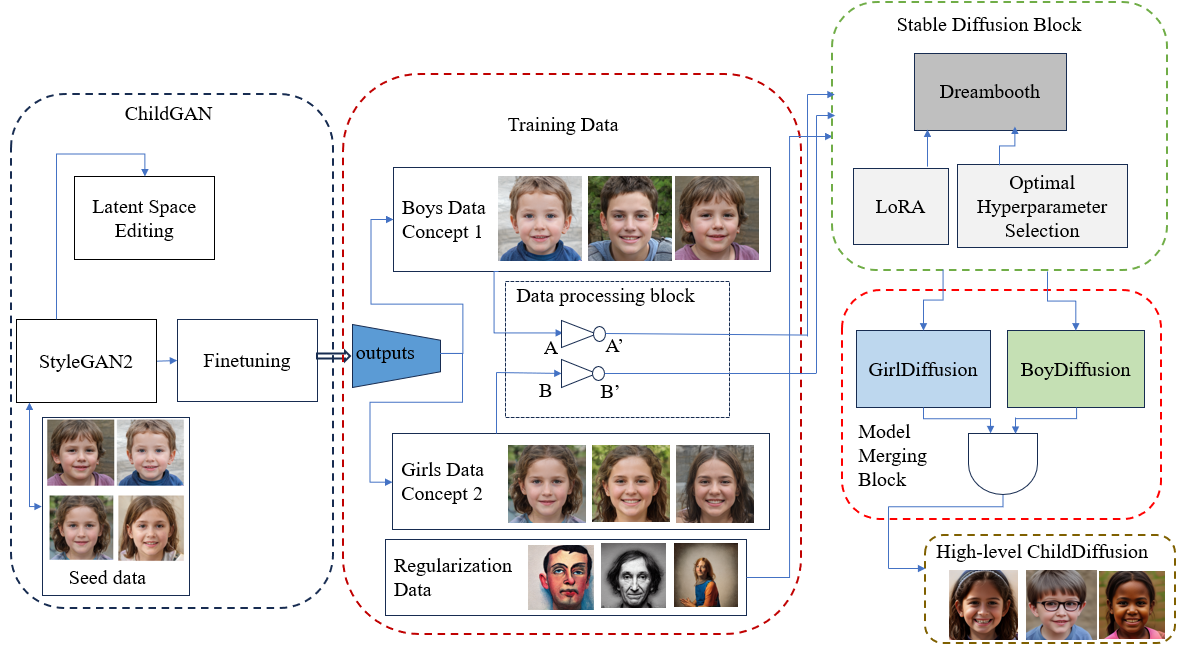 ChildGAN
Latent Space
Editing
StyleGAN2
Finetuning
Seed data
outputs
Training Data
Boys Data
Concept 1
Data processing block
A
A’
B
B’
Girls Data
Concept 2
Regularization
Data
Stable Diffusion Block
Dreambooth
LoRA
Optimal
Hyperparameter
Selection
GirlDiffusion
BoyDiffusion
Model
Merging
Block
High-level ChildDiffusion